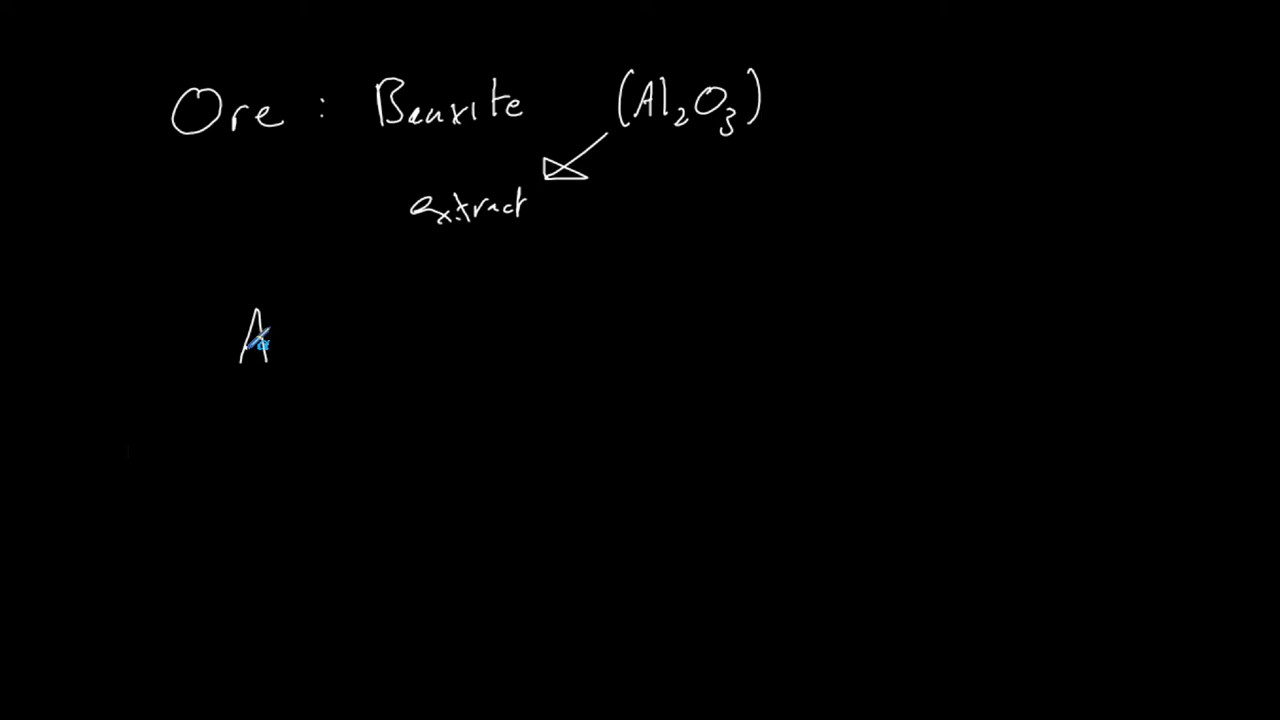 Ore : Bauxite (Al₂O₃)
extract
A